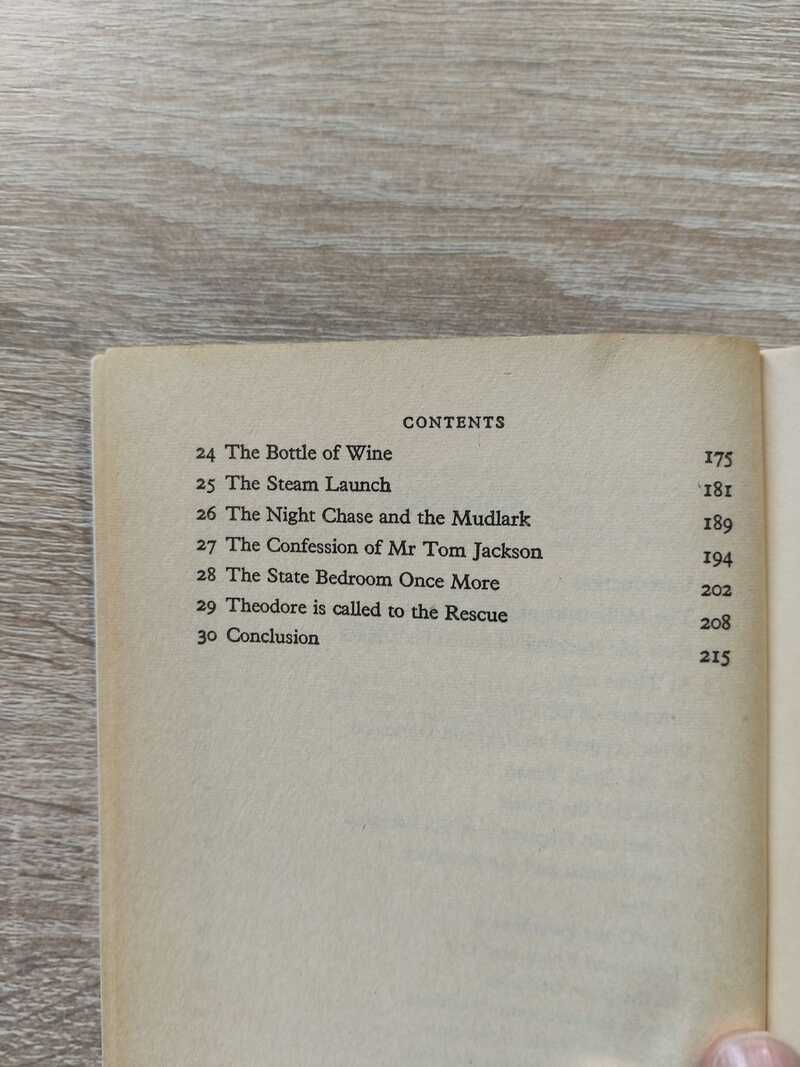 CONTENTS
24 The Bottle of Wine 175
25 The Steam Launch 181
26 The Night Chase and the Mudlark 189
27 The Confession of Mr Tom Jackson 194
28 The State Bedroom Once More 202
29 Theodore is called to the Rescue 208
30 Conclusion 215